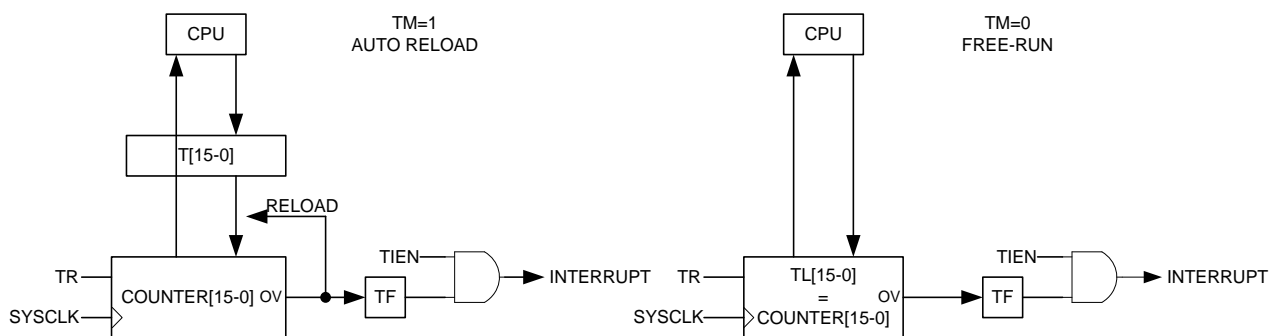 CPU
TM=1
AUTO RELOAD
T[15-0]
RELOAD
TR
SYSCLK
COUNTER[15-0]
OV
TF
TIEN
INTERRUPT
CPU
TM=0
FREE-RUN
TR
SYSCLK
TL[15-0]
=
COUNTER[15-0]
OV
TF
TIEN
INTERRUPT